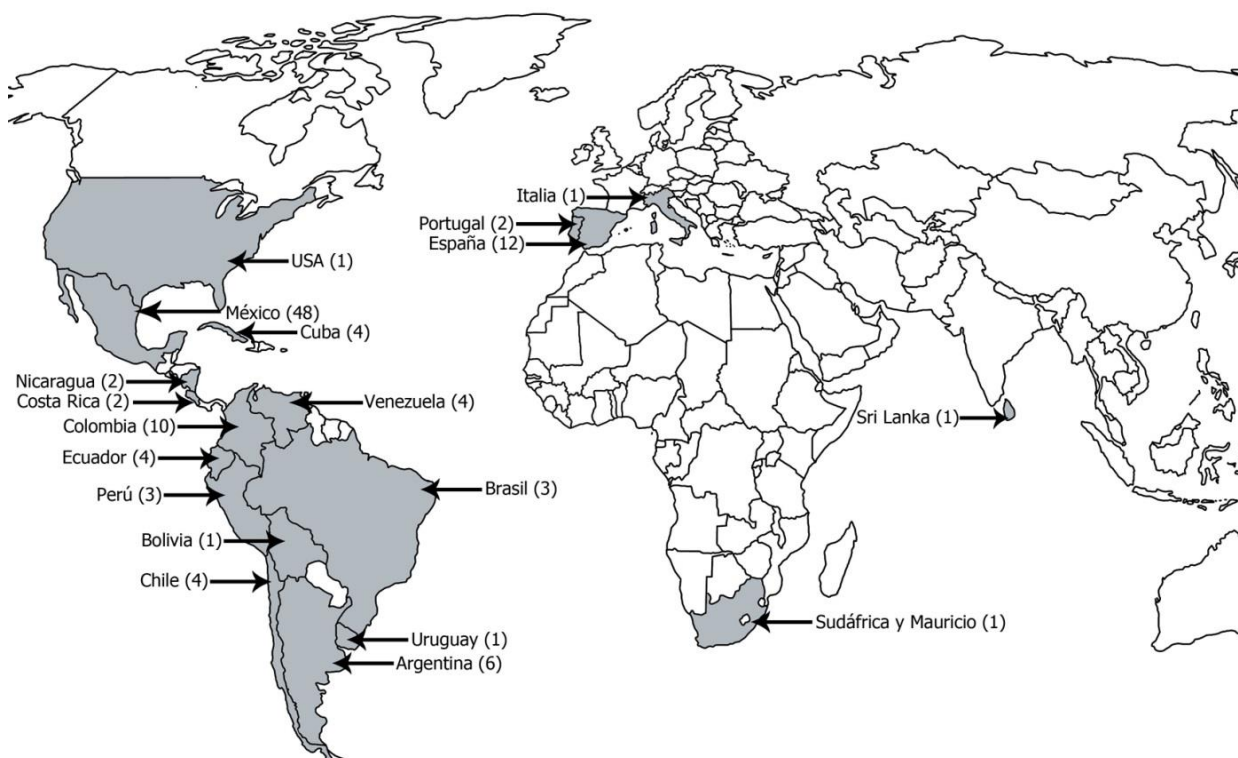 Italia (1)
Portugal (2)
España (12)
USA (1)
México (48)
Cuba (4)
Nicaragua (2)
Costa Rica (2)
Venezuela (4)
Colombia (10)
Sri Lanka (1)
Ecuador (4)
Perú (3)
Brasil (3)
Bolivia (1)
Chile (4)
Sudáfrica y Mauricio (1)
Uruguay (1)
Argentina (6)